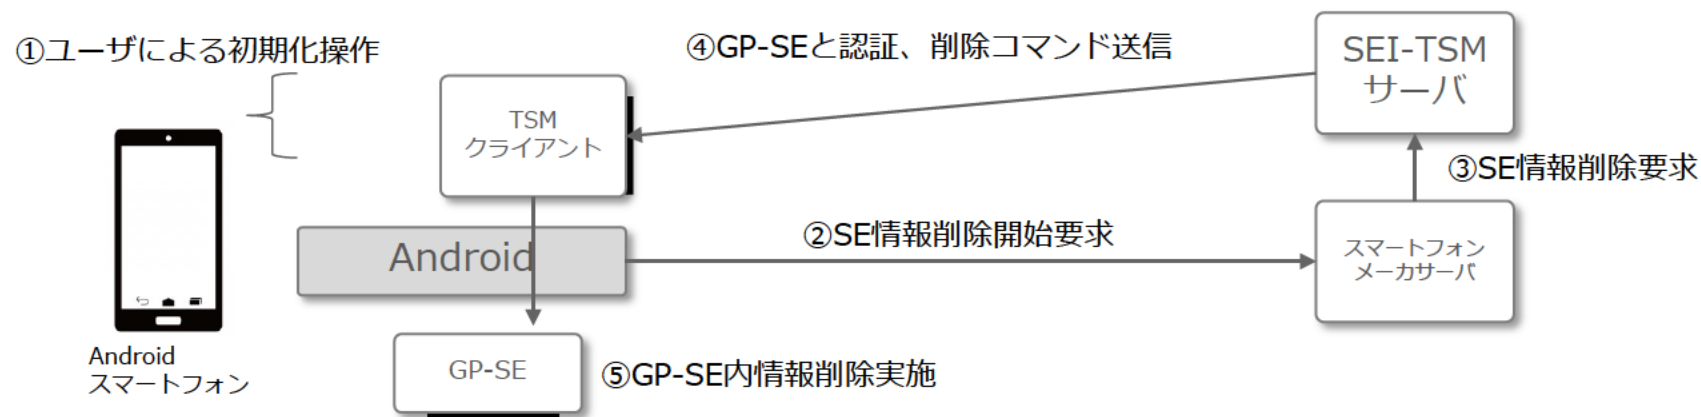 ①ユーザによる初期化操作
④GP-SEと認証、削除コマンド送信
SEI-TSM
サーバ
TSM
クライアント
③SE情報削除要求
②SE情報削除開始要求
Android
スマートフォン
メーカサーバ
Android
スマートフォン
GP-SE
⑤GP-SE内情報削除実施